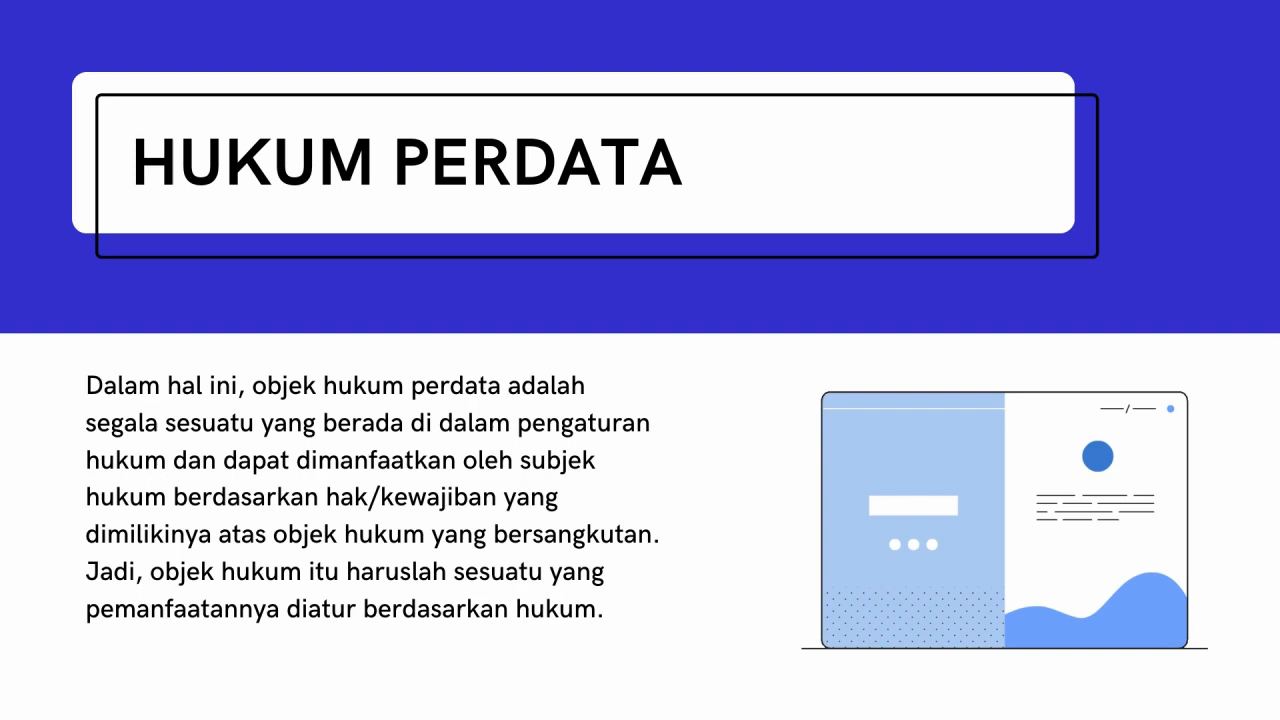 HUKUM PERDATA
Dalam hal ini, objek hukum perdata adalah
segala sesuatu yang berada di dalam pengaturan
hukum dan dapat dimanfaatkan oleh subjek
hukum berdasarkan hak/kewajiban yang
dimilikinya atas objek hukum yang bersangkutan.
Jadi, objek hukum itu haruslah sesuatu yang
pemanfaatannya diatur berdasarkan hukum.